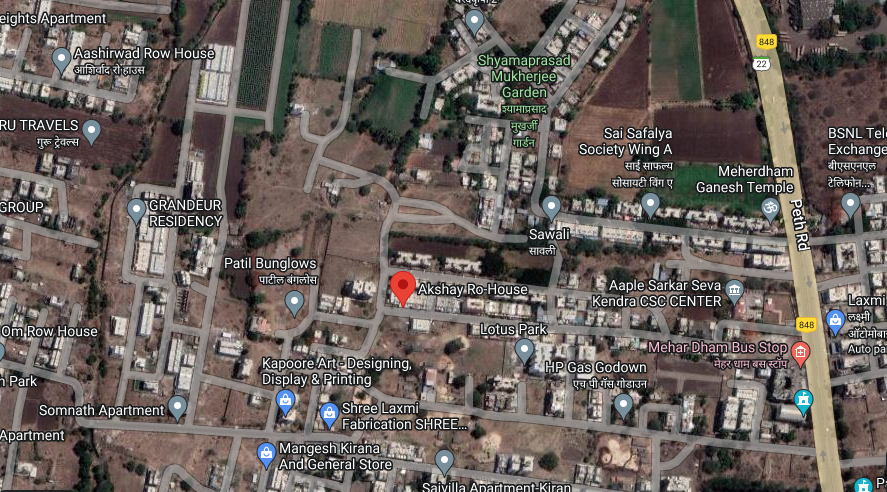 eights Apartment
Aashirwad Row House
आशिर्वाद रो हाउस
RU TRAVELS
गुरू ट्रॅव्हल्स
Shyamaprasad
Mukherjee
Garden
श्यामाप्रसाद
मुखर्जी
गार्डन
848
22
Sai Safalya
Society Wing A
साई साफल्य
सोसायटी विंग ए
BSNL Tele
Exchange
बीएसएनएल
टेलिफोन...
Meherdham
Ganesh Temple
Peth Rd
GROUP
GRANDEUR
RESIDENCY
Sawali
सावली
Patil Bunglows
पाटील बंगलोस
Akshay Ro-House
Aaple Sarkar Seva
Kendra CSC CENTER
Laxmi
लक्ष्मी
ऑटोमोबा
Auto pa
848
Om Row House
Lotus Park
Mehar Dham Bus Stop
मेहर धाम बस स्टॉप
Kapoore Art - Designing,
Display & Printing
HP Gas Godown
एच पी गॅस गोडाउन
h Park
Somnath Apartment
Shree Laxmi
Fabrication SHREE...
Apartment
Mangesh Kirana
And General Store
Saivilla Apartment-Kiran